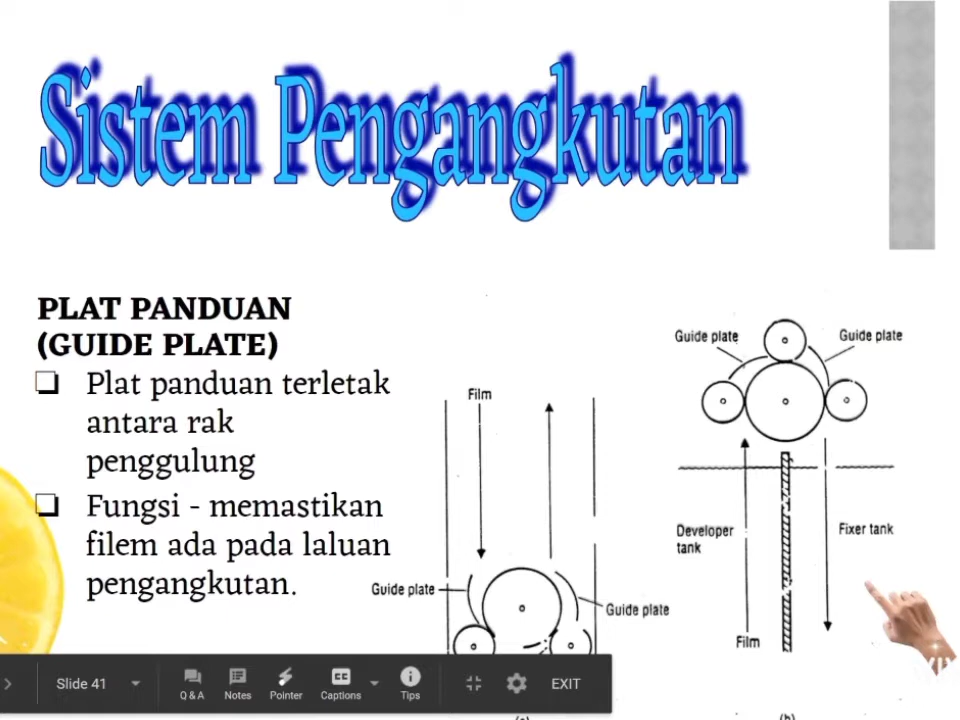 Sistem Pengangkutan
PLAT PANDUAN
(GUIDE PLATE)
❏ Plat panduan terletak
antara rak
penggulung
❏ Fungsi - memastikan
filem ada pada laluan
pengangkutan.
Film
Guide plate
Guide plate
Guide plate
Guide plate
Developer
tank
Fixer tank
Film
Slide 41
Q & A
Notes
Pointer
CC
Captions
Tips
EXIT
(b)